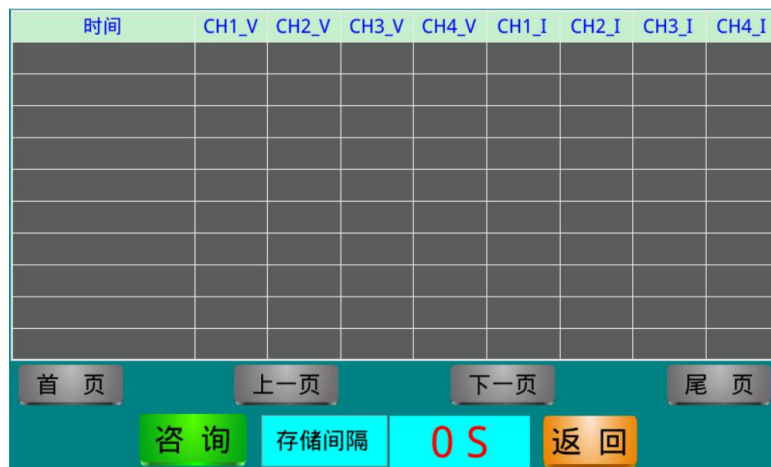 时间 CH1_V CH2_V CH3_V CH4_V CH1_I CH2_I CH3_I CH4_I
首 页 上一页 下一页 尾 页
咨 询 存储间隔 0 S 返 回